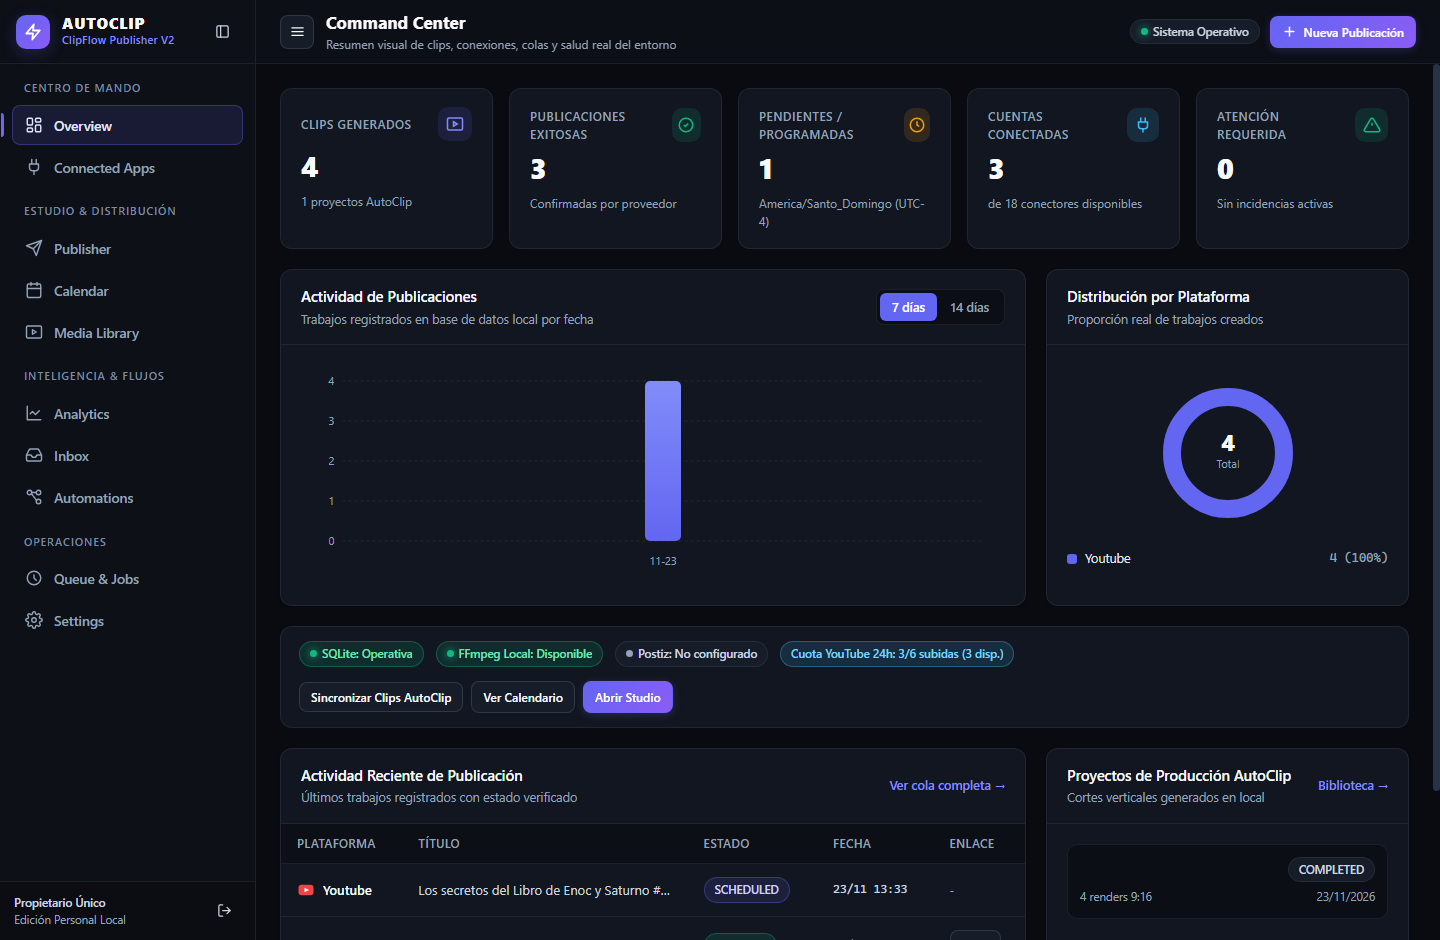 AUTOCLIP
ClipFlow Publisher V2
CENTRO DE MANDO
Overview
Connected Apps
ESTUDIO & DISTRIBUCIÓN
Publisher
Calendar
Media Library
INTELIGENCIA & FLUJOS
Analytics
Inbox
Automations
OPERACIONES
Queue & Jobs
Settings
Propietario Único
Edición Personal Local
Command Center
Resumen visual de clips, conexiones, colas y salud real del entorno
Sistema Operativo
Nueva Publicación
CLIPS GENERADOS
4
1 proyectos AutoClip
PUBLICACIONES
EXITOSAS
3
Confirmadas por proveedor
PENDIENTES /
PROGRAMADAS
1
America/Santo_Domingo (UTC-
4)
CUENTAS
CONECTADAS
3
de 18 conectores disponibles
ATENCIÓN
REQUERIDA
0
Sin incidencias activas
Actividad de Publicaciones
Trabajos registrados en base de datos local por fecha
7 días
14 días
4
3
2
1
0
11-23
Distribución por Plataforma
Proporción real de trabajos creados
4
Total
Youtube
4 (100%)
SQLite: Operativa
FFmpeg Local: Disponible
Postiz: No configurado
Cuota YouTube 24h: 3/6 subidas (3 disp.)
Sincronizar Clips AutoClip
Ver Calendario
Abrir Studio
Actividad Reciente de Publicación
Últimos trabajos registrados con estado verificado
Ver cola completa →
PLATAFORMA TÍTULO ESTADO FECHA ENLACE
Youtube Los secretos del Libro de Enoc y Saturno #... SCHEDULED 23/11 13:33 -
Proyectos de Producción AutoClip
Cortes verticales generados en local
Biblioteca →
COMPLETED
4 renders 9:16
23/11/2026